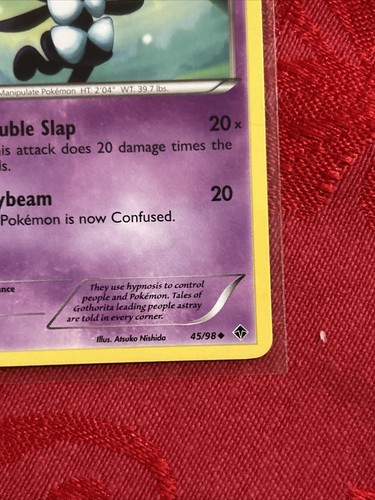 Manipulate Pokémon HT: 2'04" WT: 39.7 lbs.
uble Slap 20×
is attack does 20 damage times the
ls.
ybeam 20
Pokémon is now Confused.
ance
They use hypnosis to control
people and Pokémon. Tales of
Gothorita leading people astray
are told in every corner.
Illus. Atsuko Nishida 45/98